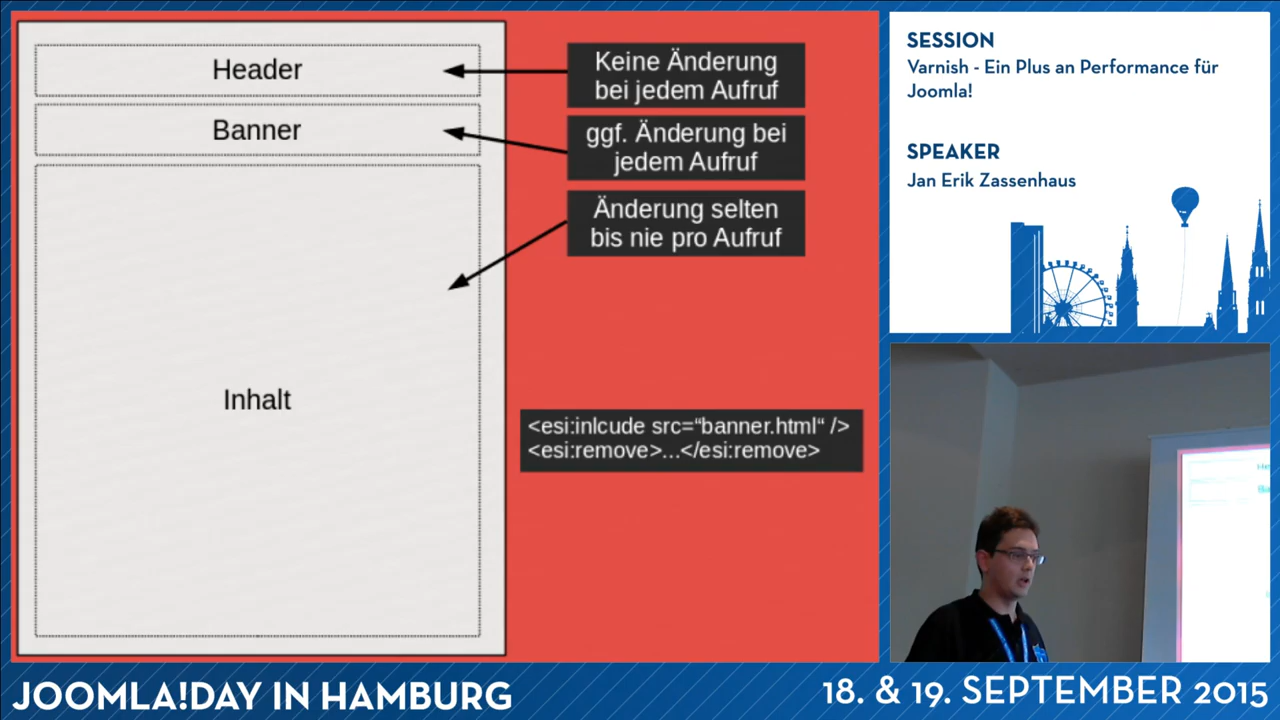 Header
Banner
Inhalt
Keine Änderung
bei jedem Aufruf
ggf. Änderung bei
jedem Aufruf
Änderung selten
bis nie pro Aufruf
<esi:inlcude src=“banner.html“ />
<esi:remove>...</esi:remove>
SESSION
Varnish - Ein Plus an Performance für
Joomla!
SPEAKER
Jan Erik Zassenhaus
JOOMLA!DAY IN HAMBURG
18. & 19. SEPTEMBER 2015